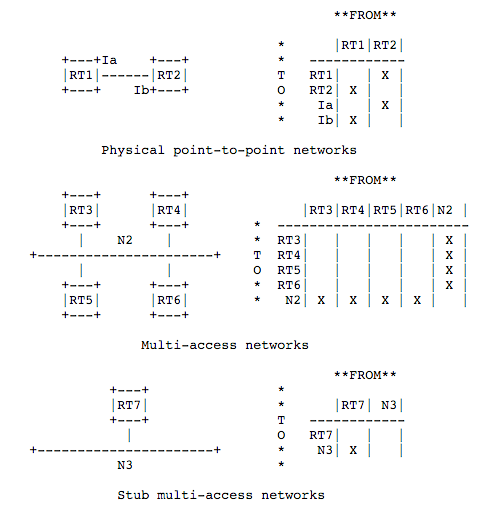 **FROM**

                                   *      |RT1|RT2|
        +---+Ia    +---+           *   ------------
        |RT1|------|RT2|           T   RT1|   | X |
        +---+    Ib+---+           O   RT2| X |   |
                                   *    Ia|   | X |
                                   *    Ib| X |   |

             Physical point-to-point networks

                                          **FROM**
        +---+      +---+
        |RT3|      |RT4|              |RT3|RT4|RT5|RT6|N2 |
        +---+      +---+        *  ------------------------
          |    N2    |          *  RT3|   |   |   |   | X |
    +----------------------+    T  RT4|   |   |   |   | X |
          |          |          O  RT5|   |   |   |   | X |
        +---+      +---+        *  RT6|   |   |   |   | X |
        |RT5|      |RT6|        *   N2| X | X | X | X |   |
        +---+      +---+

                  Multi-access networks

                                          **FROM**
              +---+                *
              |RT7|                *      |RT7| N3|
              +---+                T   ------------
                |                  O   RT7|   |   |
    +----------------------+       *    N3| X |   |
               N3                  *

               Stub multi-access networks